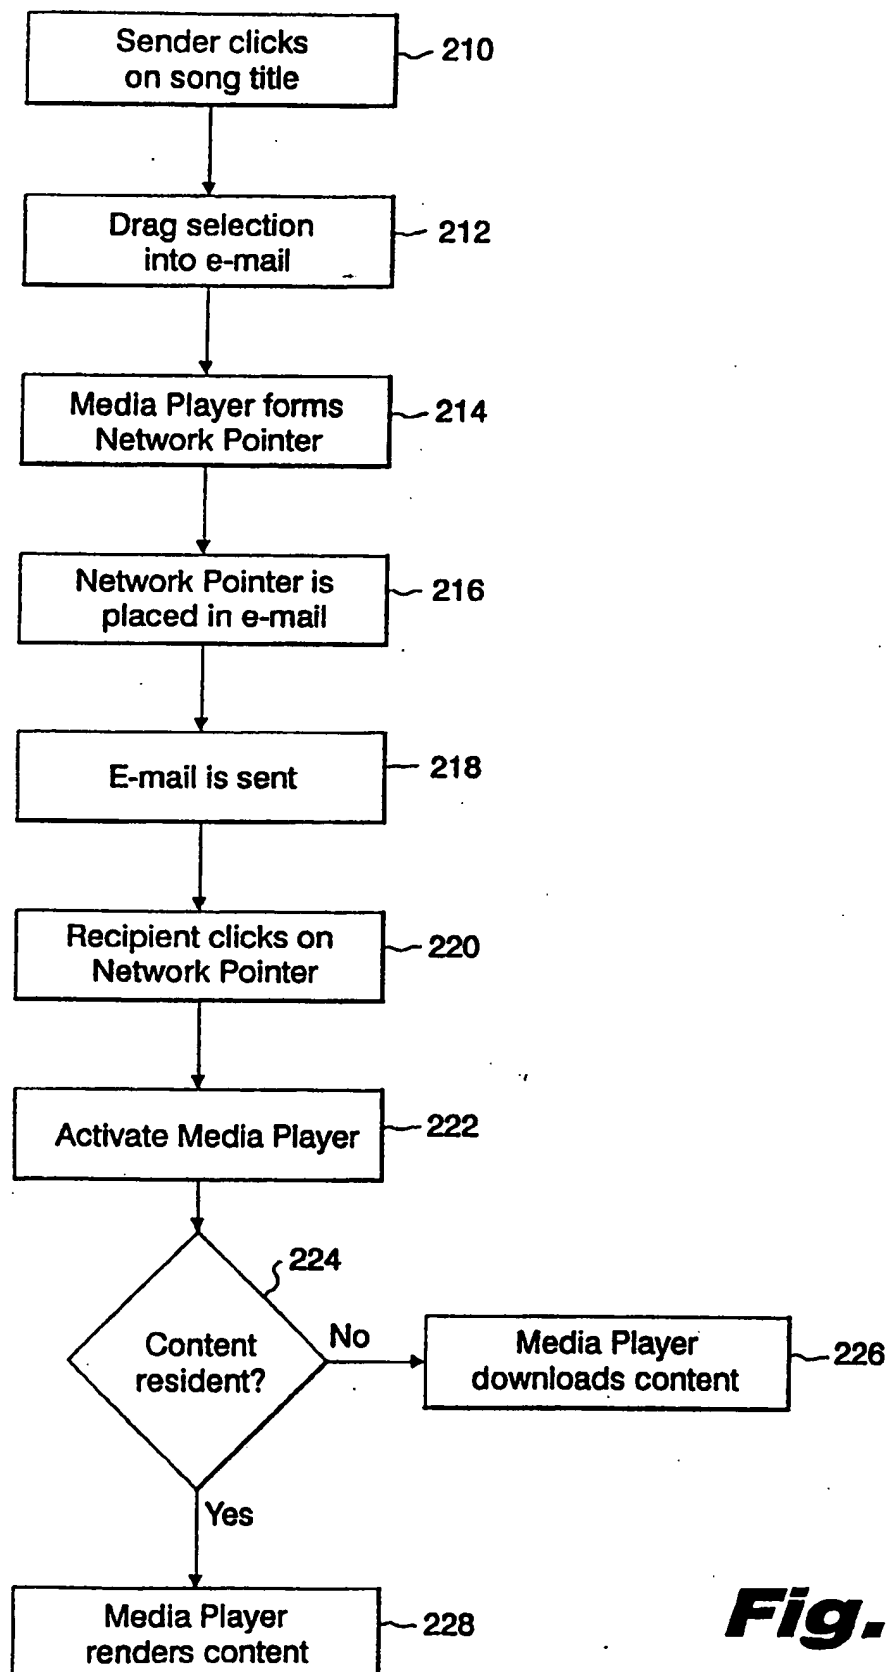 Sender clicks
on song title
210
Drag selection
into e-mail
212
Media Player forms
Network Pointer
214
Network Pointer is
placed in e-mail
216
E-mail is sent
218
Recipient clicks on
Network Pointer
220
Activate Media Player
222
224
Content
resident?
No
Media Player
downloads content
226
Yes
Media Player
renders content
228
Fig.